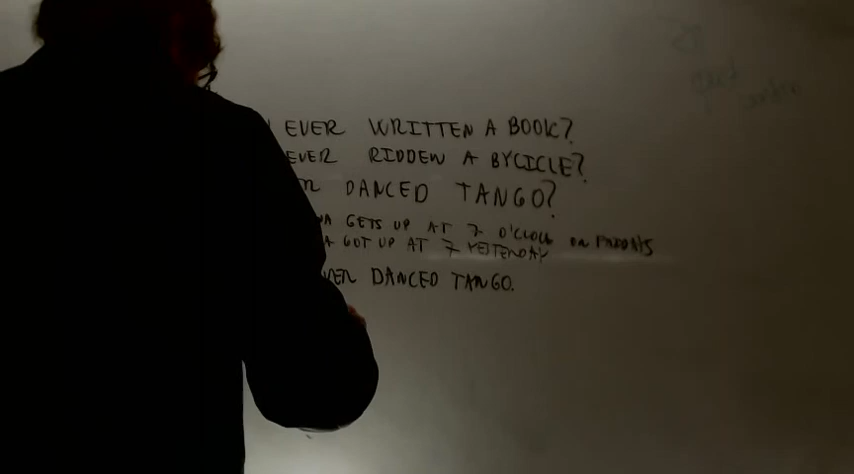 EVER WRITTEN A BOOK?
EVER RIDDEN A BYCICLE?
DANCED TANGO?
GETS UP AT 7 O'CLOCK ON
GOT UP AT 7 YESTERDAY
DANCED TANGO.